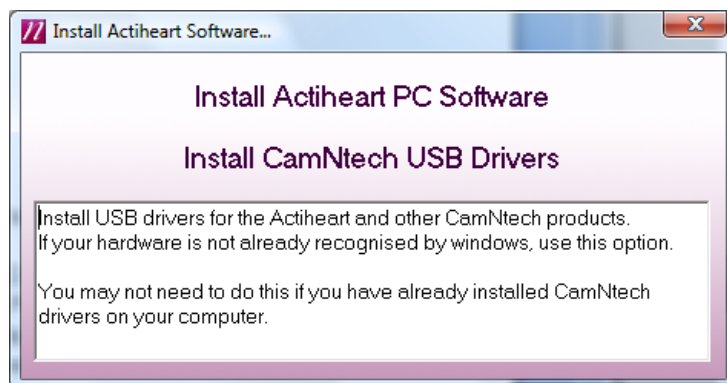 Install Actiheart Software...
Install Actiheart PC Software
Install CamNtech USB Drivers
Install USB drivers for the Actiheart and other CamNtech products.
If your hardware is not already recognised by windows, use this option.
You may not need to do this if you have already installed CamNtech
drivers on your computer.